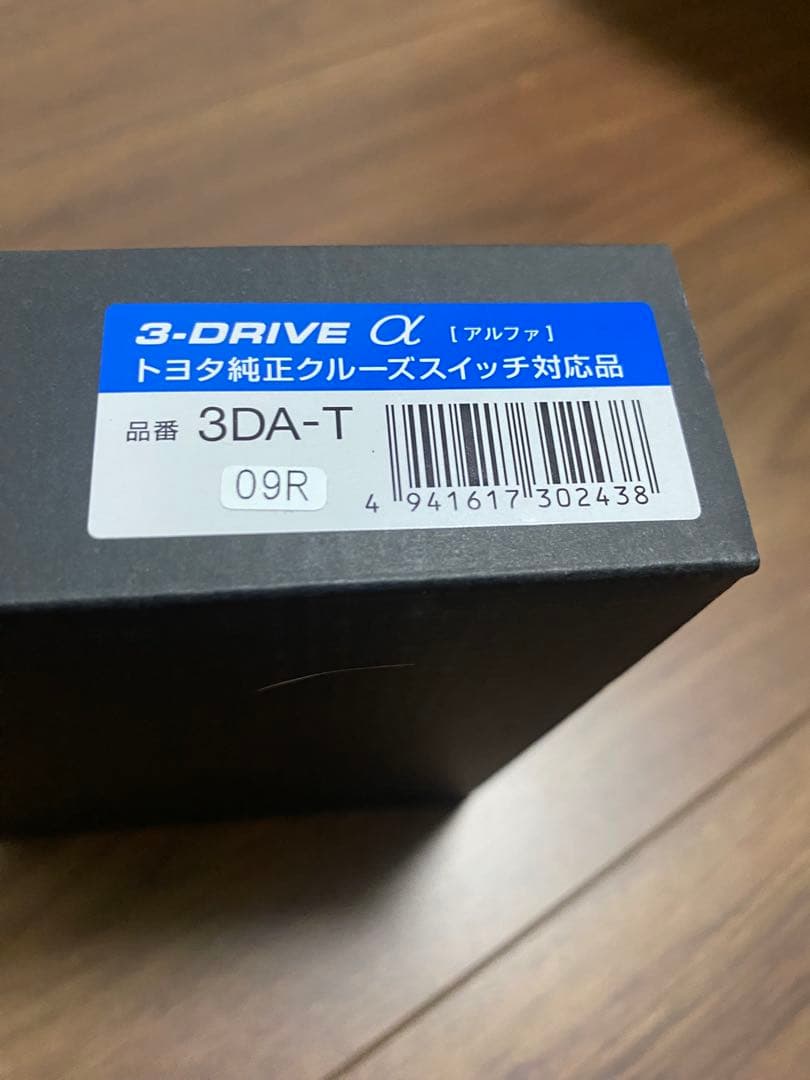 3-DRIVE α [アルファ]
トヨタ純正クルーズスイッチ対応品
品番 3DA-T
09R
4 941617 302438